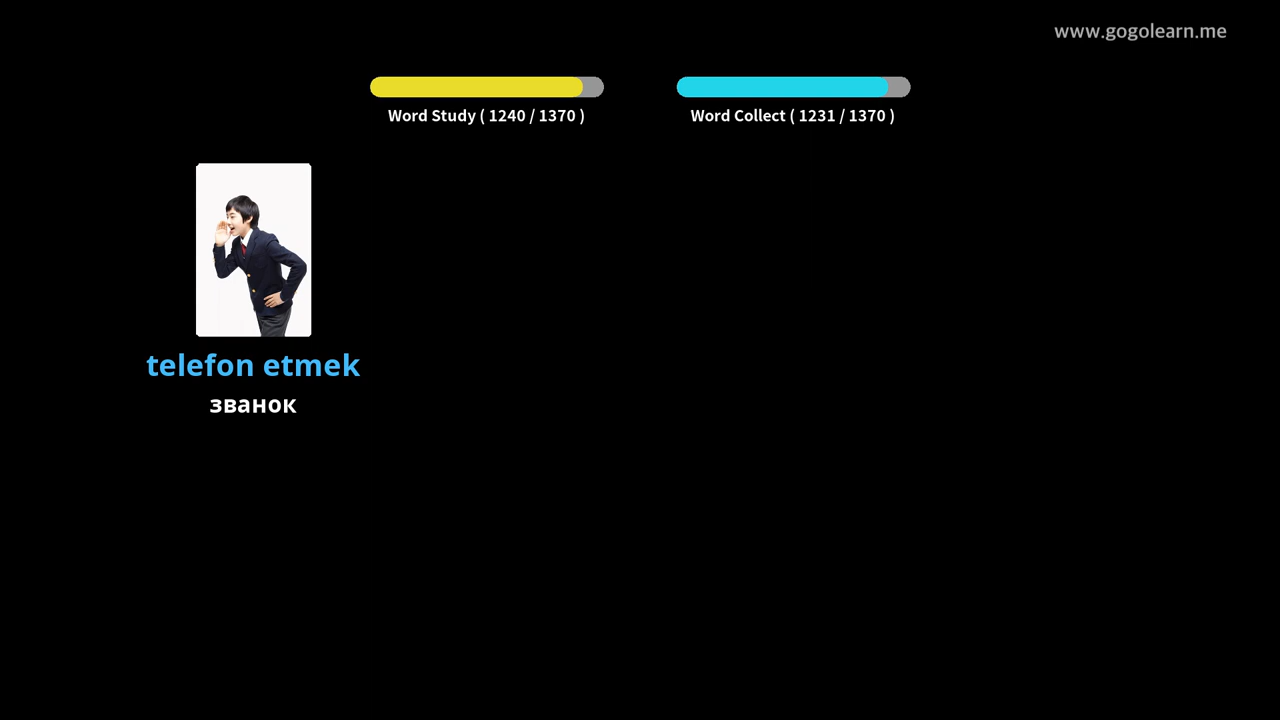 www.gogolearn.me
Word Study ( 1240 / 1370 )
Word Collect ( 1231 / 1370 )
telefon etmek
званок